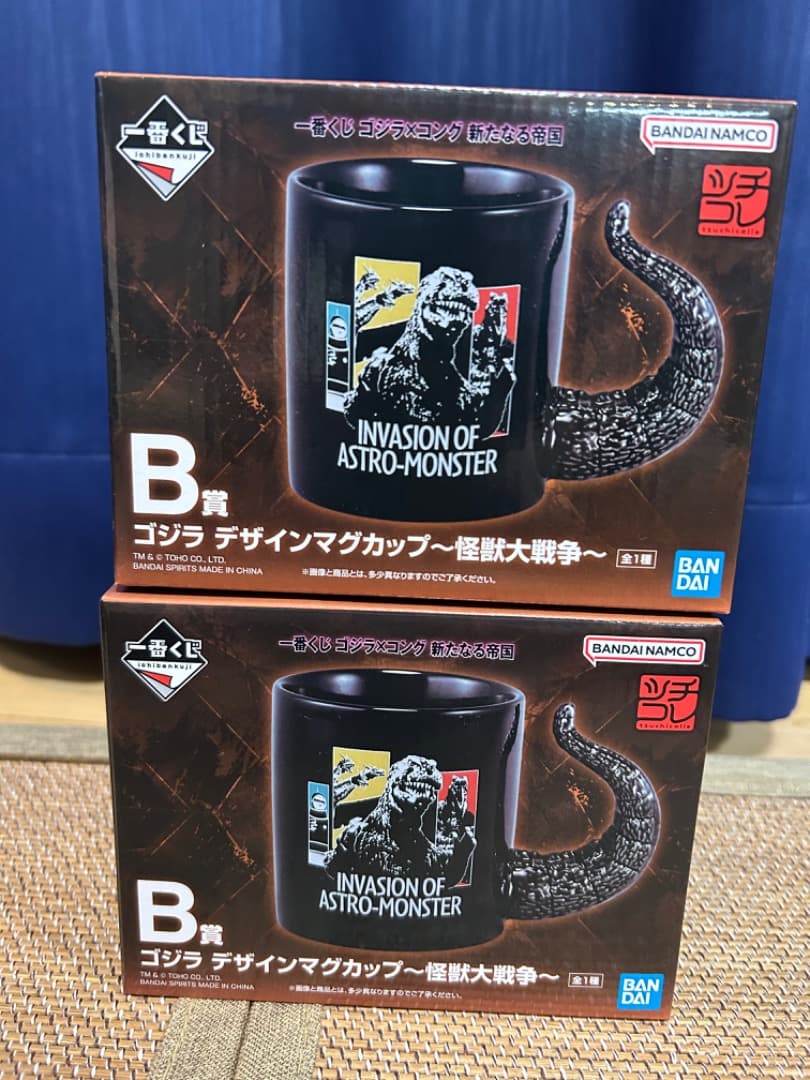 一番くじ
ichibankuji
一番くじ ゴジラ×コング 新たなる帝国
BANDAI NAMCO
ツチ
コレ
tsuchicolle
INVASION OF
ASTRO-MONSTER
B賞
ゴジラ デザインマグカップ〜怪獣大戦争〜 全1種
TM & © TOHO CO., LTD.
BANDAI SPIRITS MADE IN CHINA
※画像と商品とは、多少異なりますのでご了承ください。
BAN
DAI
一番くじ
ichibankuji
一番くじ ゴジラ×コング 新たなる帝国
BANDAI NAMCO
ツチ
コレ
tsuchicolle
INVASION OF
ASTRO-MONSTER
B賞
ゴジラ デザインマグカップ〜怪獣大戦争〜 全1種
TM & © TOHO CO., LTD.
BANDAI SPIRITS MADE IN CHINA
※画像と商品とは、多少異なりますのでご了承ください。
BAN
DAI